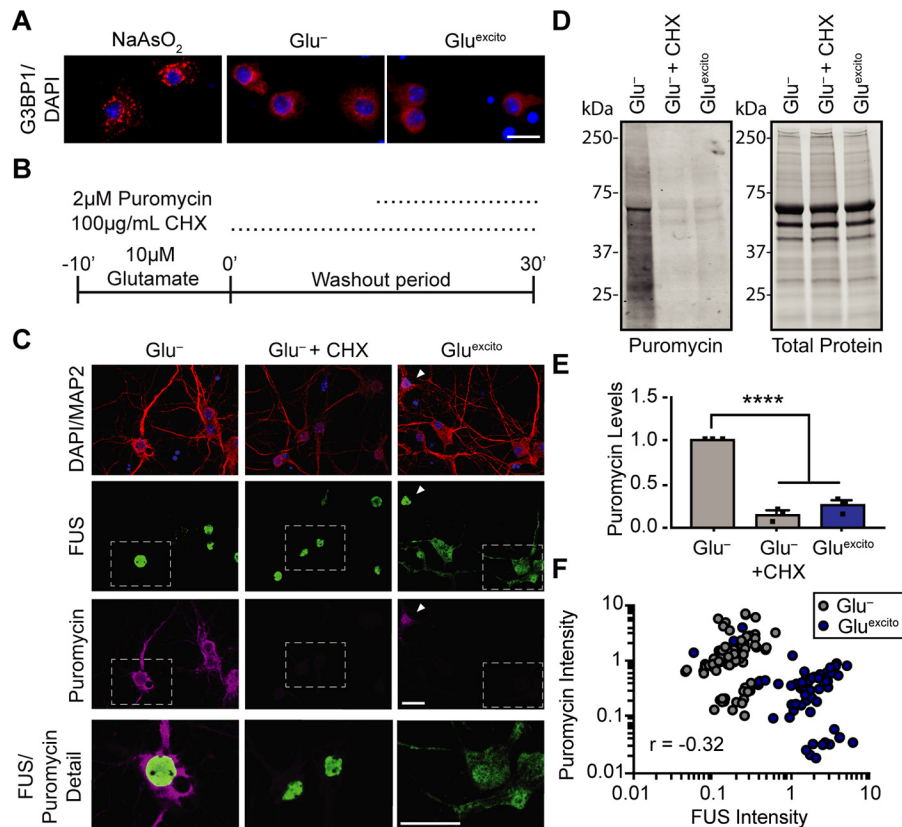 A
NaAsO₂ Glu⁻ Gluᵉˣᶜⁱᵗᵒ
G3BP1/
DAPI
B
2µM Puromycin
100µg/mL CHX
-10' 10µM 0' 30'
Glutamate Washout period
C
Glu⁻ Glu⁻ + CHX Gluᵉˣᶜⁱᵗᵒ
DAPI/MAP2
FUS
Puromycin
FUS/
Puromycin
Detail
D
Glu⁻ Glu⁻ + CHX Gluᵉˣᶜⁱᵗᵒ Glu⁻ Glu⁻ + CHX Gluᵉˣᶜⁱᵗᵒ
kDa kDa
250 250
75 75
37 37
25 25
Puromycin Total Protein
E
Puromycin Levels
1.0
0.5
0.0
****
Glu⁻ Glu⁻ Gluᵉˣᶜⁱᵗᵒ
+CHX
F
Puromycin Intensity
10
1
0.1
0.01
Glu⁻
Gluᵉˣᶜⁱᵗᵒ
r = -0.32
0.01 0.1 1 10
FUS Intensity